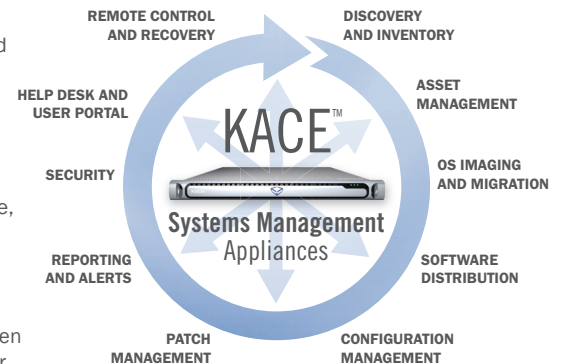 REMOTE CONTROL
AND RECOVERY
DISCOVERY
AND INVENTORY
HELP DESK AND
USER PORTAL
ASSET
MANAGEMENT
KACE™
SECURITY
OS IMAGING
AND MIGRATION
Systems Management
Appliances
REPORTING
AND ALERTS
SOFTWARE
DISTRIBUTION
PATCH
MANAGEMENT
CONFIGURATION
MANAGEMENT